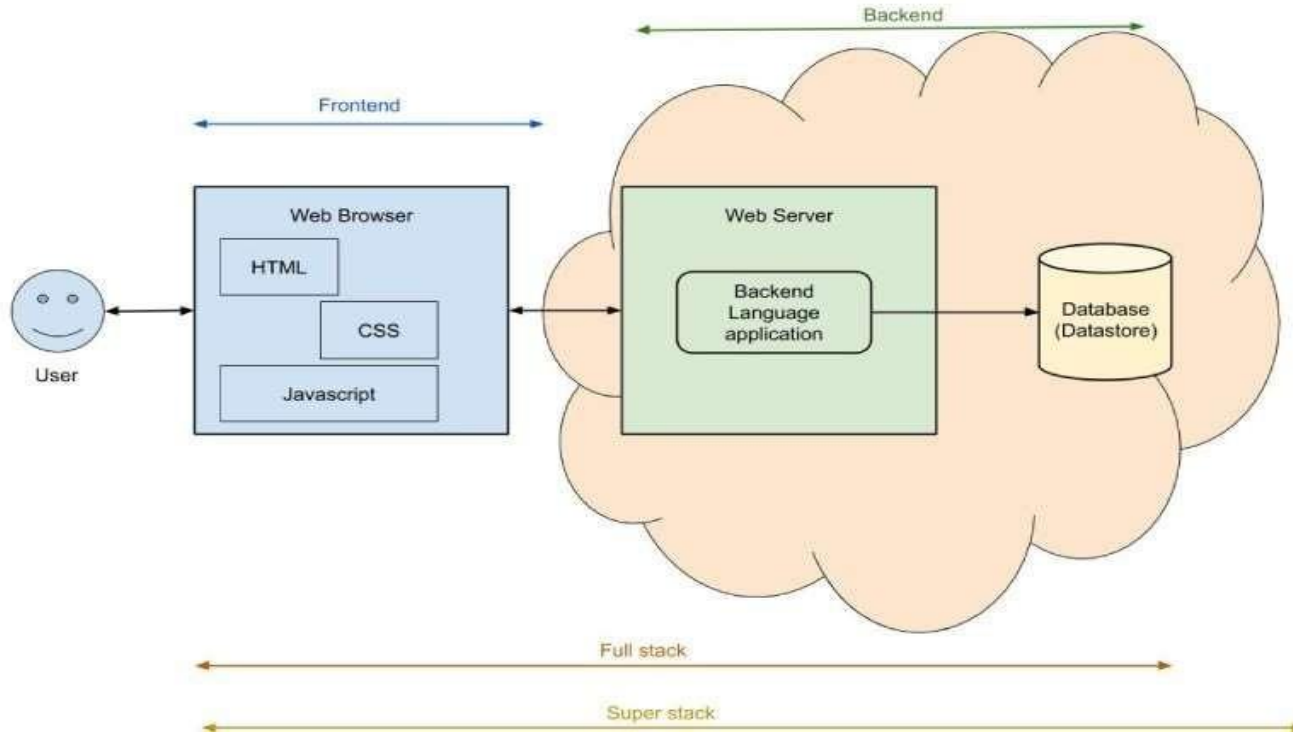 Backend
Frontend
Web Browser
HTML
CSS
Javascript
User
Web Server
Backend
Language
application
Database
(Datastore)
Full stack
Super stack